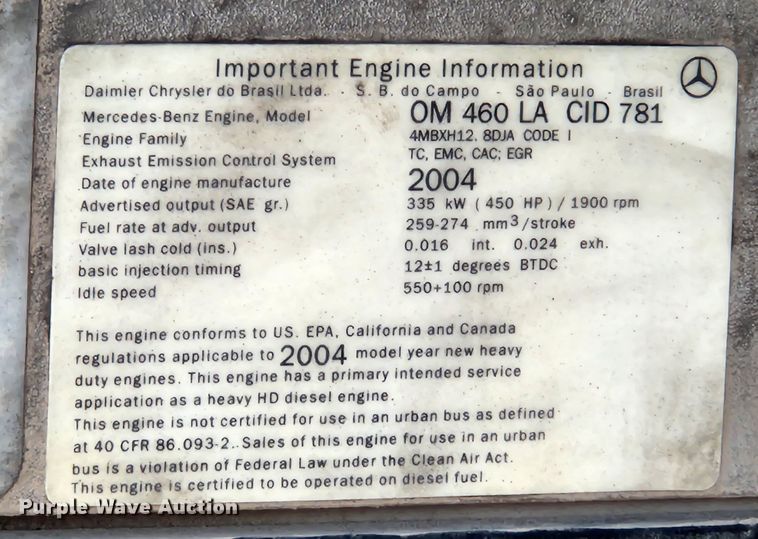 Important Engine Information
Daimler Chrysler do Brasil Ltda. · S. B. do Campo - São Paulo - Brasil
Mercedes-Benz Engine, Model OM 460 LA CID 781
Engine Family 4MBXH12. 8DJA CODE I
Exhaust Emission Control System TC, EMC, CAC; EGR
Date of engine manufacture 2004
Advertised output (SAE gr.) 335 kW ( 450 HP ) / 1900 rpm
Fuel rate at adv. output 259-274 mm3/stroke
Valve lash cold (ins.) 0.016 int. 0.024 exh.
basic injection timing 12±1 degrees BTDC
Idle speed 550+100 rpm
This engine conforms to US. EPA, California and Canada
regulations applicable to 2004 model year new heavy
duty engines. This engine has a primary intended service
application as a heavy HD diesel engine.
This engine is not certified for use in an urban bus as defined
at 40 CFR 86.093-2. Sales of this engine for use in an urban
bus is a violation of Federal Law under the Clean Air Act.
This engine is certified to be operated on diesel fuel.
Purple Wave Auction